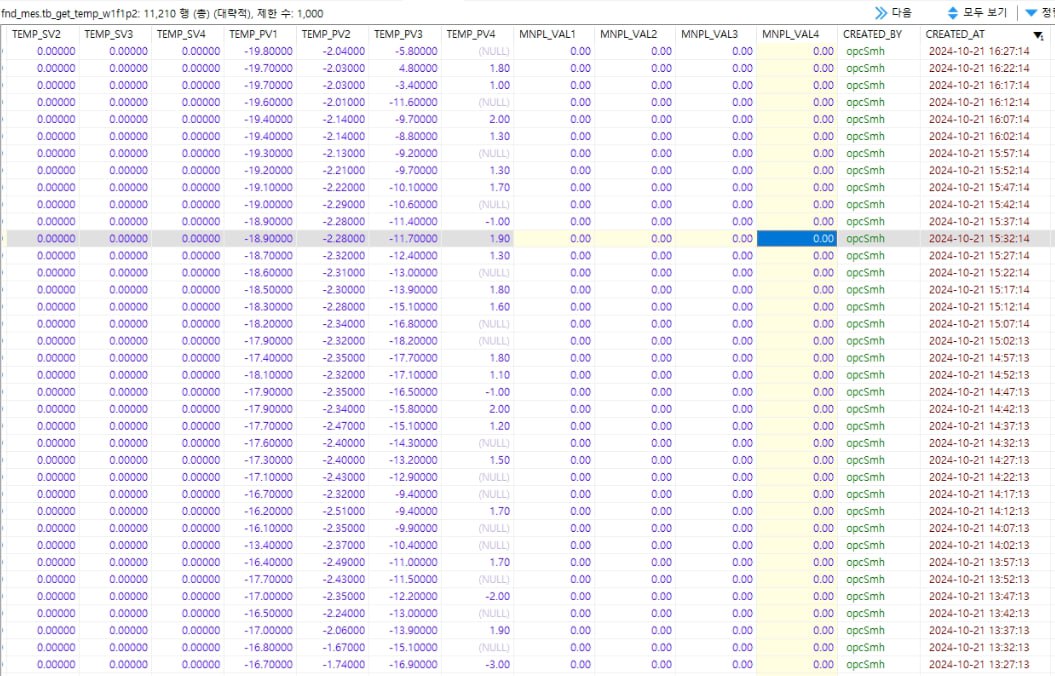 fnd_mes.tb_get_temp_w1f1p2: 11,210 행 (총) (대략적), 제한 수: 1,000 다음 모두 보기
TEMP_SV2 TEMP_SV3 TEMP_SV4 TEMP_PV1 TEMP_PV2 TEMP_PV3 TEMP_PV4 MNPL_VAL1 MNPL_VAL2 MNPL_VAL3 MNPL_VAL4 CREATED_BY CREATED_AT
0.00000 0.00000 0.00000 -19.80000 -2.04000 -5.80000 (NULL) 0.00 0.00 0.00 0.00 opcSmh 2024-10-21 16:27:14
0.00000 0.00000 0.00000 -19.70000 -2.03000 4.80000 1.80 0.00 0.00 0.00 0.00 opcSmh 2024-10-21 16:22:14
0.00000 0.00000 0.00000 -19.70000 -2.03000 -3.40000 1.00 0.00 0.00 0.00 0.00 opcSmh 2024-10-21 16:17:14
0.00000 0.00000 0.00000 -19.60000 -2.01000 -11.60000 (NULL) 0.00 0.00 0.00 0.00 opcSmh 2024-10-21 16:12:14
0.00000 0.00000 0.00000 -19.40000 -2.14000 -9.70000 2.00 0.00 0.00 0.00 0.00 opcSmh 2024-10-21 16:07:14
0.00000 0.00000 0.00000 -19.40000 -2.14000 -8.80000 1.30 0.00 0.00 0.00 0.00 opcSmh 2024-10-21 16:02:14
0.00000 0.00000 0.00000 -19.30000 -2.13000 -9.20000 (NULL) 0.00 0.00 0.00 0.00 opcSmh 2024-10-21 15:57:14
0.00000 0.00000 0.00000 -19.20000 -2.21000 -9.70000 1.30 0.00 0.00 0.00 0.00 opcSmh 2024-10-21 15:52:14
0.00000 0.00000 0.00000 -19.10000 -2.22000 -10.10000 1.70 0.00 0.00 0.00 0.00 opcSmh 2024-10-21 15:47:14
0.00000 0.00000 0.00000 -19.00000 -2.29000 -10.60000 (NULL) 0.00 0.00 0.00 0.00 opcSmh 2024-10-21 15:42:14
0.00000 0.00000 0.00000 -18.90000 -2.28000 -11.40000 -1.00 0.00 0.00 0.00 0.00 opcSmh 2024-10-21 15:37:14
0.00000 0.00000 0.00000 -18.90000 -2.28000 -11.70000 1.90 0.00 0.00 0.00 0.00 opcSmh 2024-10-21 15:32:14
0.00000 0.00000 0.00000 -18.70000 -2.32000 -12.40000 1.30 0.00 0.00 0.00 0.00 opcSmh 2024-10-21 15:27:14
0.00000 0.00000 0.00000 -18.60000 -2.31000 -13.00000 (NULL) 0.00 0.00 0.00 0.00 opcSmh 2024-10-21 15:22:14
0.00000 0.00000 0.00000 -18.50000 -2.30000 -13.90000 1.80 0.00 0.00 0.00 0.00 opcSmh 2024-10-21 15:17:14
0.00000 0.00000 0.00000 -18.30000 -2.28000 -15.10000 1.60 0.00 0.00 0.00 0.00 opcSmh 2024-10-21 15:12:14
0.00000 0.00000 0.00000 -18.20000 -2.34000 -16.80000 (NULL) 0.00 0.00 0.00 0.00 opcSmh 2024-10-21 15:07:14
0.00000 0.00000 0.00000 -17.90000 -2.32000 -18.20000 (NULL) 0.00 0.00 0.00 0.00 opcSmh 2024-10-21 15:02:13
0.00000 0.00000 0.00000 -17.40000 -2.35000 -17.70000 1.80 0.00 0.00 0.00 0.00 opcSmh 2024-10-21 14:57:13
0.00000 0.00000 0.00000 -18.10000 -2.32000 -17.10000 1.10 0.00 0.00 0.00 0.00 opcSmh 2024-10-21 14:52:13
0.00000 0.00000 0.00000 -17.90000 -2.35000 -16.50000 -1.00 0.00 0.00 0.00 0.00 opcSmh 2024-10-21 14:47:13
0.00000 0.00000 0.00000 -17.90000 -2.34000 -15.80000 2.00 0.00 0.00 0.00 0.00 opcSmh 2024-10-21 14:42:13
0.00000 0.00000 0.00000 -17.70000 -2.47000 -15.10000 1.20 0.00 0.00 0.00 0.00 opcSmh 2024-10-21 14:37:13
0.00000 0.00000 0.00000 -17.60000 -2.40000 -14.30000 (NULL) 0.00 0.00 0.00 0.00 opcSmh 2024-10-21 14:32:13
0.00000 0.00000 0.00000 -17.30000 -2.40000 -13.20000 1.50 0.00 0.00 0.00 0.00 opcSmh 2024-10-21 14:27:13
0.00000 0.00000 0.00000 -17.10000 -2.43000 -12.90000 (NULL) 0.00 0.00 0.00 0.00 opcSmh 2024-10-21 14:22:13
0.00000 0.00000 0.00000 -16.70000 -2.32000 -9.40000 (NULL) 0.00 0.00 0.00 0.00 opcSmh 2024-10-21 14:17:13
0.00000 0.00000 0.00000 -16.20000 -2.51000 -9.40000 1.70 0.00 0.00 0.00 0.00 opcSmh 2024-10-21 14:12:13
0.00000 0.00000 0.00000 -16.10000 -2.35000 -9.90000 (NULL) 0.00 0.00 0.00 0.00 opcSmh 2024-10-21 14:07:13
0.00000 0.00000 0.00000 -13.40000 -2.37000 -10.40000 (NULL) 0.00 0.00 0.00 0.00 opcSmh 2024-10-21 14:02:13
0.00000 0.00000 0.00000 -16.40000 -2.49000 -11.00000 1.70 0.00 0.00 0.00 0.00 opcSmh 2024-10-21 13:57:13
0.00000 0.00000 0.00000 -17.70000 -2.43000 -11.50000 (NULL) 0.00 0.00 0.00 0.00 opcSmh 2024-10-21 13:52:13
0.00000 0.00000 0.00000 -17.00000 -2.35000 -12.20000 -2.00 0.00 0.00 0.00 0.00 opcSmh 2024-10-21 13:47:13
0.00000 0.00000 0.00000 -16.50000 -2.24000 -13.00000 (NULL) 0.00 0.00 0.00 0.00 opcSmh 2024-10-21 13:42:13
0.00000 0.00000 0.00000 -17.00000 -2.06000 -13.90000 1.90 0.00 0.00 0.00 0.00 opcSmh 2024-10-21 13:37:13
0.00000 0.00000 0.00000 -16.80000 -1.67000 -15.10000 (NULL) 0.00 0.00 0.00 0.00 opcSmh 2024-10-21 13:32:13
0.00000 0.00000 0.00000 -16.70000 -1.74000 -16.90000 -3.00 0.00 0.00 0.00 0.00 opcSmh 2024-10-21 13:27:13